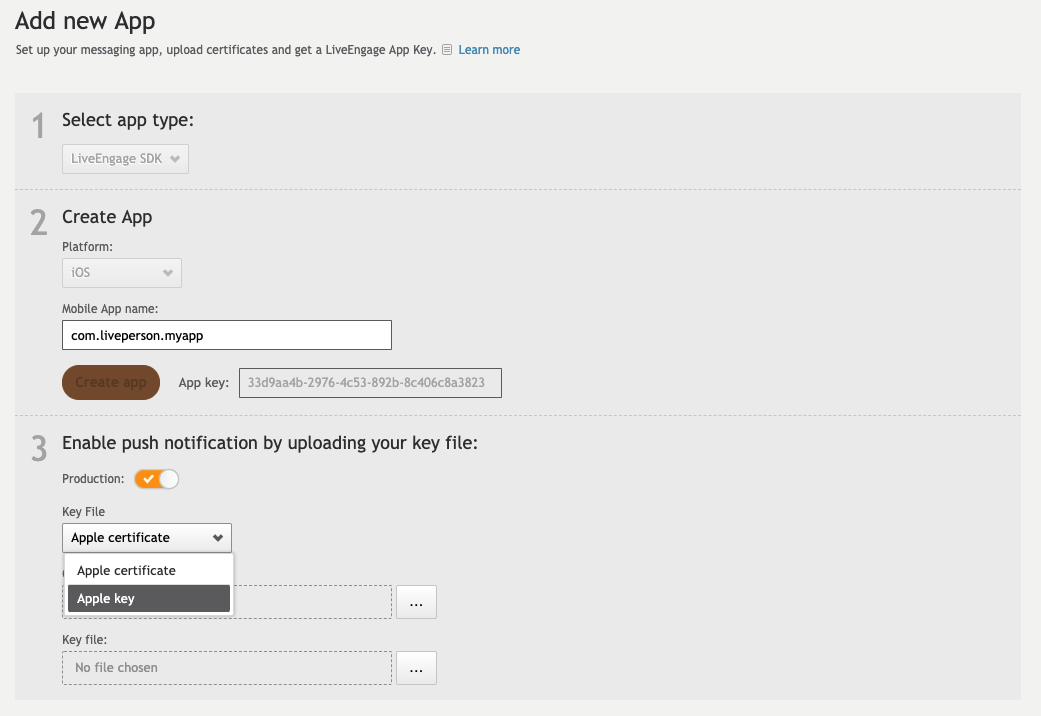 Add new App
Set up your messaging app, upload certificates and get a LiveEngage App Key. Learn more
1 Select app type:
LiveEngage SDK
2 Create App
Platform:
iOS
Mobile App name:
com.liveperson.myapp
Create app App key: 33d9aa4b-2976-4c53-892b-8c406c8a3823
3 Enable push notification by uploading your key file:
Production:
Key File
Apple certificate
Apple certificate
Apple key
...
Key file:
No file chosen ...